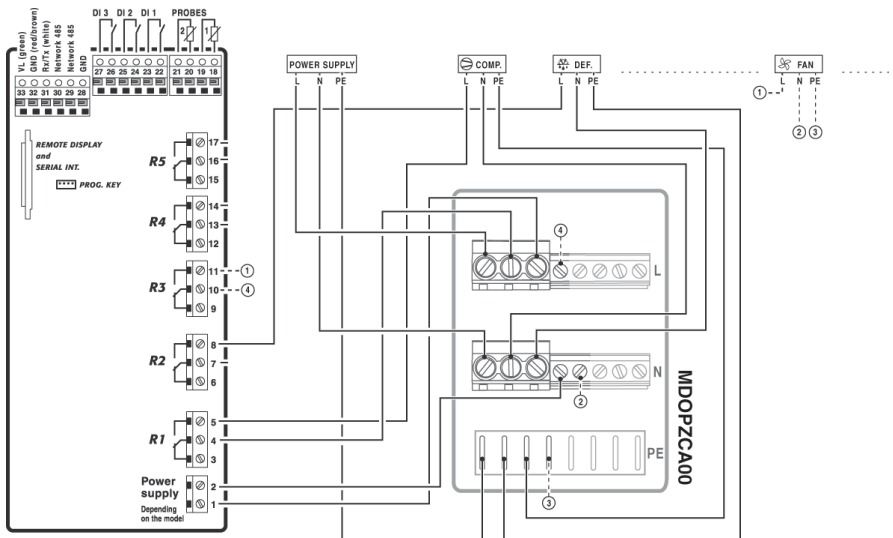 DI 3 DI 2 DI 1 PROBES
2 1
VL (green)
GND (red/brown)
Rx/Tx (white)
Network 485
Network 485
GND
27 26 25 24 23 22 21 20 19 18
33 32 31 30 29 28
REMOTE DISPLAY
and
SERIAL INT.
PROG. KEY
R5
17
16
15
R4
14
13
12
R3
11 1
10 4
9
R2
8
7
6
R1
5
4
3
Power
supply
Depending
on the model
2
1
POWER SUPPLY
L N PE
COMP.
L N PE
DEF.
L N PE
FAN
L N PE
1
2 3
4
L
N
2
PE
3
MDOPZCA00